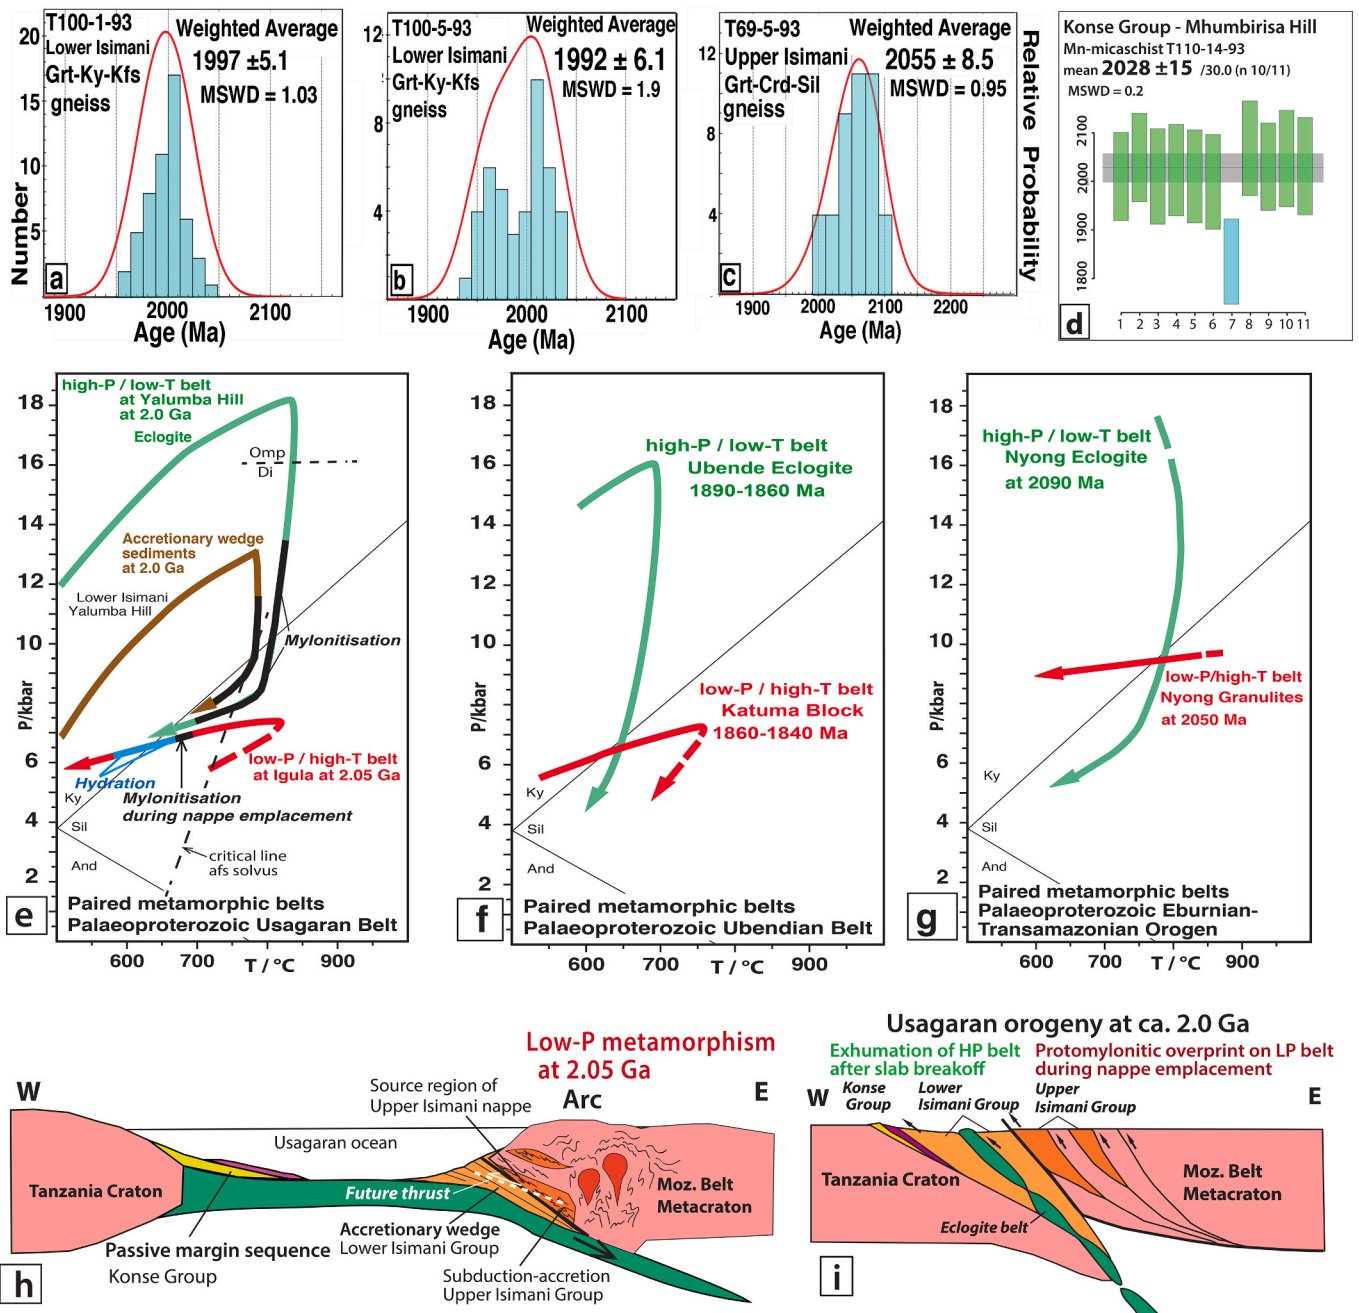 T100-1-93
Lower Isimani
Grt-Ky-Kfs
gneiss
Weighted Average
1997 ±5.1
MSWD = 1.03
20
15
10
5
Number
a
1900
2000
2100
Age (Ma)
T100-5-93
Lower Isimani
Grt-Ky-Kfs
gneiss
Weighted Average
1992 ± 6.1
MSWD = 1.9
12
8
4
b
1900
2000
2100
Age (Ma)
T69-5-93
Upper Isimani
Grt-Crd-Sil
gneiss
Weighted Average
2055 ± 8.5
MSWD = 0.95
12
8
4
c
1900
2000
2100
2200
Age (Ma)
Relative Probability
Konse Group - Mhumbirisa Hill
Mn-micaschist T110-14-93
mean 2028 ±15 /30.0 (n 10/11)
MSWD = 0.2
2100
2000
1900
1800
d
1 2 3 4 5 6 7 8 9 10 11
high-P / low-T belt
at Yalumba Hill
at 2.0 Ga
Eclogite
Omp
Di
Accretionary wedge
sediments
at 2.0 Ga
Lower Isimani
Yalumba Hill
Mylonitisation
low-P / high-T belt
at Igula at 2.05 Ga
Hydration
Mylonitisation
during nappe emplacement
Ky
Sil
And
critical line
afs solvus
Paired metamorphic belts
Palaeoproterozoic Usagaran Belt
18
16
14
12
10
8
6
4
2
P/kbar
e
600
700
T / °C
900
high-P / low-T belt
Ubende Eclogite
1890-1860 Ma
low-P / high-T belt
Katuma Block
1860-1840 Ma
Ky
Sil
And
Paired metamorphic belts
Palaeoproterozoic Ubendian Belt
18
16
14
12
10
8
6
4
2
P/kbar
f
600
700
T / °C
900
high-P / low-T belt
Nyong Eclogite
at 2090 Ma
low-P/high-T belt
Nyong Granulites
at 2050 Ma
Ky
Sil
And
Paired metamorphic belts
Palaeoproterozoic Eburnian-
Transamazonian Orogen
18
16
14
12
10
8
6
4
2
P/kbar
g
600
700
T / °C
900
Low-P metamorphism
at 2.05 Ga
W
E
Source region of
Upper Isimani nappe
Arc
Usagaran ocean
Tanzania Craton
Future thrust
Moz. Belt
Metacraton
Accretionary wedge
Lower Isimani Group
Passive margin sequence
Konse Group
Subduction-accretion
Upper Isimani Group
h
Usagaran orogeny at ca. 2.0 Ga
Exhumation of HP belt
after slab breakoff
Protomylonitic overprint on LP belt
during nappe emplacement
W
E
Konse
Group
Lower
Isimani Group
Upper
Isimani Group
Tanzania Craton
Moz. Belt
Metacraton
Eclogite belt
i